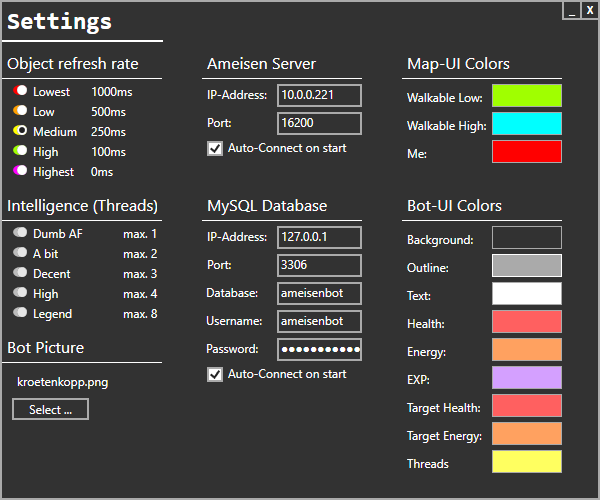 Settings
_ X
Object refresh rate
Lowest 1000ms
Low 500ms
Medium 250ms
High 100ms
Highest 0ms
Intelligence (Threads)
Dumb AF max. 1
A bit max. 2
Decent max. 3
High max. 4
Legend max. 8
Bot Picture
kroetenkopp.png
Select ...
Ameisen Server
IP-Address: 10.0.0.221
Port: 16200
Auto-Connect on start
MySQL Database
IP-Address: 127.0.0.1
Port: 3306
Database: ameisenbot
Username: ameisenbot
Password: ●●●●●●●●●●●
Auto-Connect on start
Map-UI Colors
Walkable Low:
Walkable High:
Me:
Bot-UI Colors
Background:
Outline:
Text:
Health:
Energy:
EXP:
Target Health:
Target Energy:
Threads